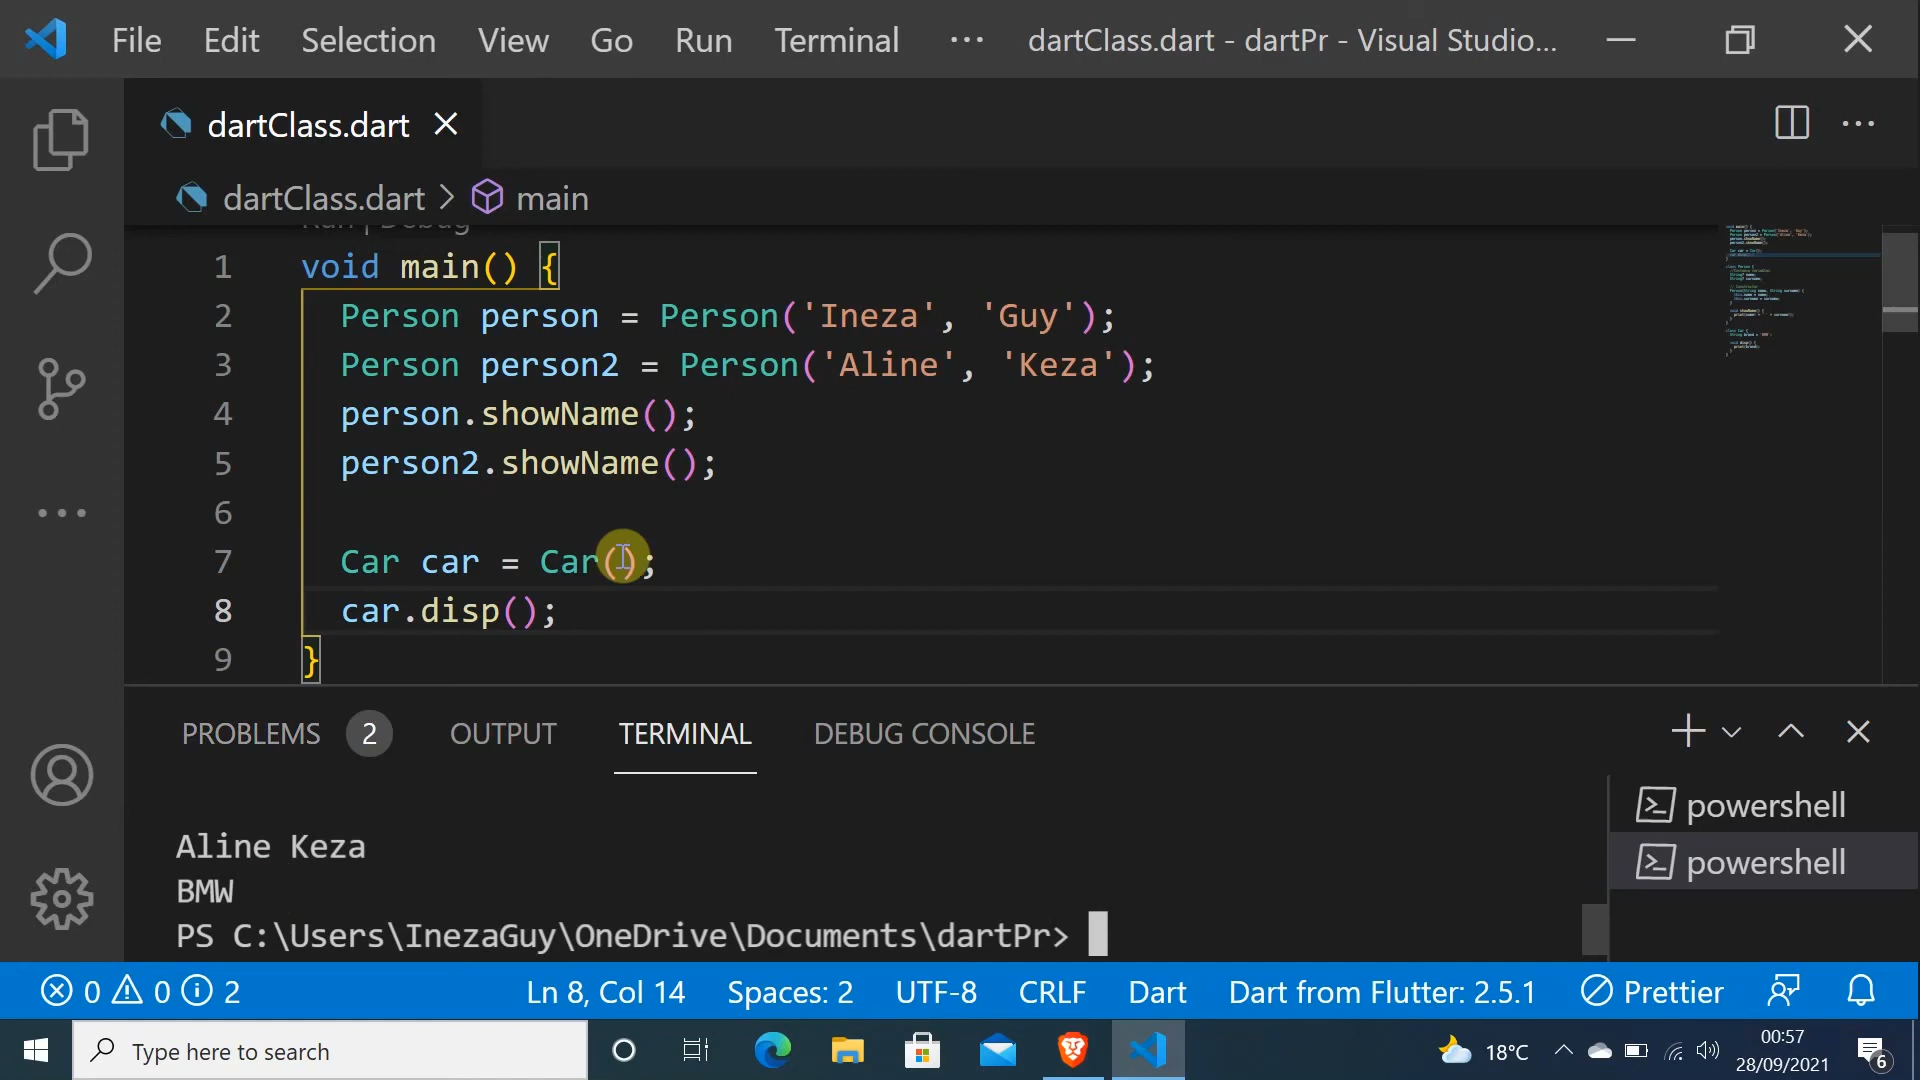 File Edit Selection View Go Run Terminal ··· dartClass.dart - dartPr - Visual Studio...
dartClass.dart
dartClass.dart > main
Run | Debug
1 void main() {
2 Person person = Person('Ineza', 'Guy');
3 Person person2 = Person('Aline', 'Keza');
4 person.showName();
5 person2.showName();
6
7 Car car = Car();
8 car.disp();
9 }
PROBLEMS 2 OUTPUT TERMINAL DEBUG CONSOLE
powershell
powershell
Aline Keza
BMW
PS C:\Users\InezaGuy\OneDrive\Documents\dartPr>
0 0 2 Ln 8, Col 14 Spaces: 2 UTF-8 CRLF Dart Dart from Flutter: 2.5.1 Prettier
Type here to search 18°C 00:57
28/09/2021 6